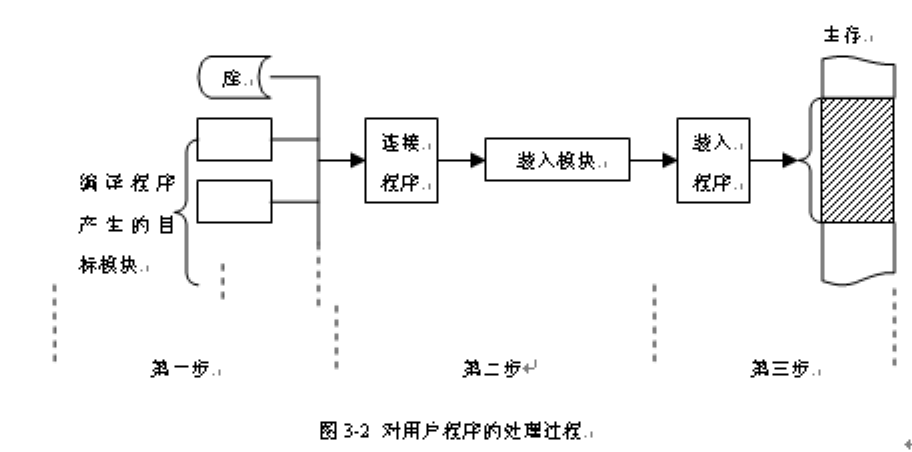 主存
库
连接
程序
装入模块
装入
程序
编译程序
产生的目
标模块
第一步
第二步
第三步
图 3-2 对用户程序的处理过程